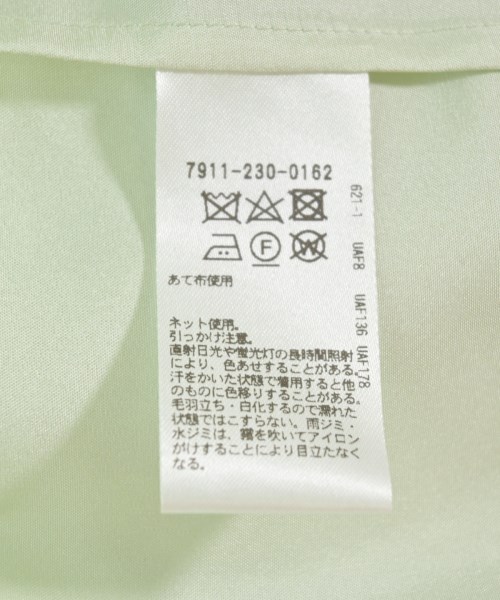 7911-230-0162
F
W
あて布使用
ネット使用。
引っかけ注意。
直射日光や蛍光灯の長時間照射
により、色あせすることがある。
汗をかいた状態で着用すると他
のものに色移りすることがある。
毛羽立ち・白化するので濡れた
状態ではこすらない。雨ジミ・
水ジミは、霧を吹いてアイロン
がけすることにより目立たなく
なる。
621-1 UAF8 UAF136 UAF178